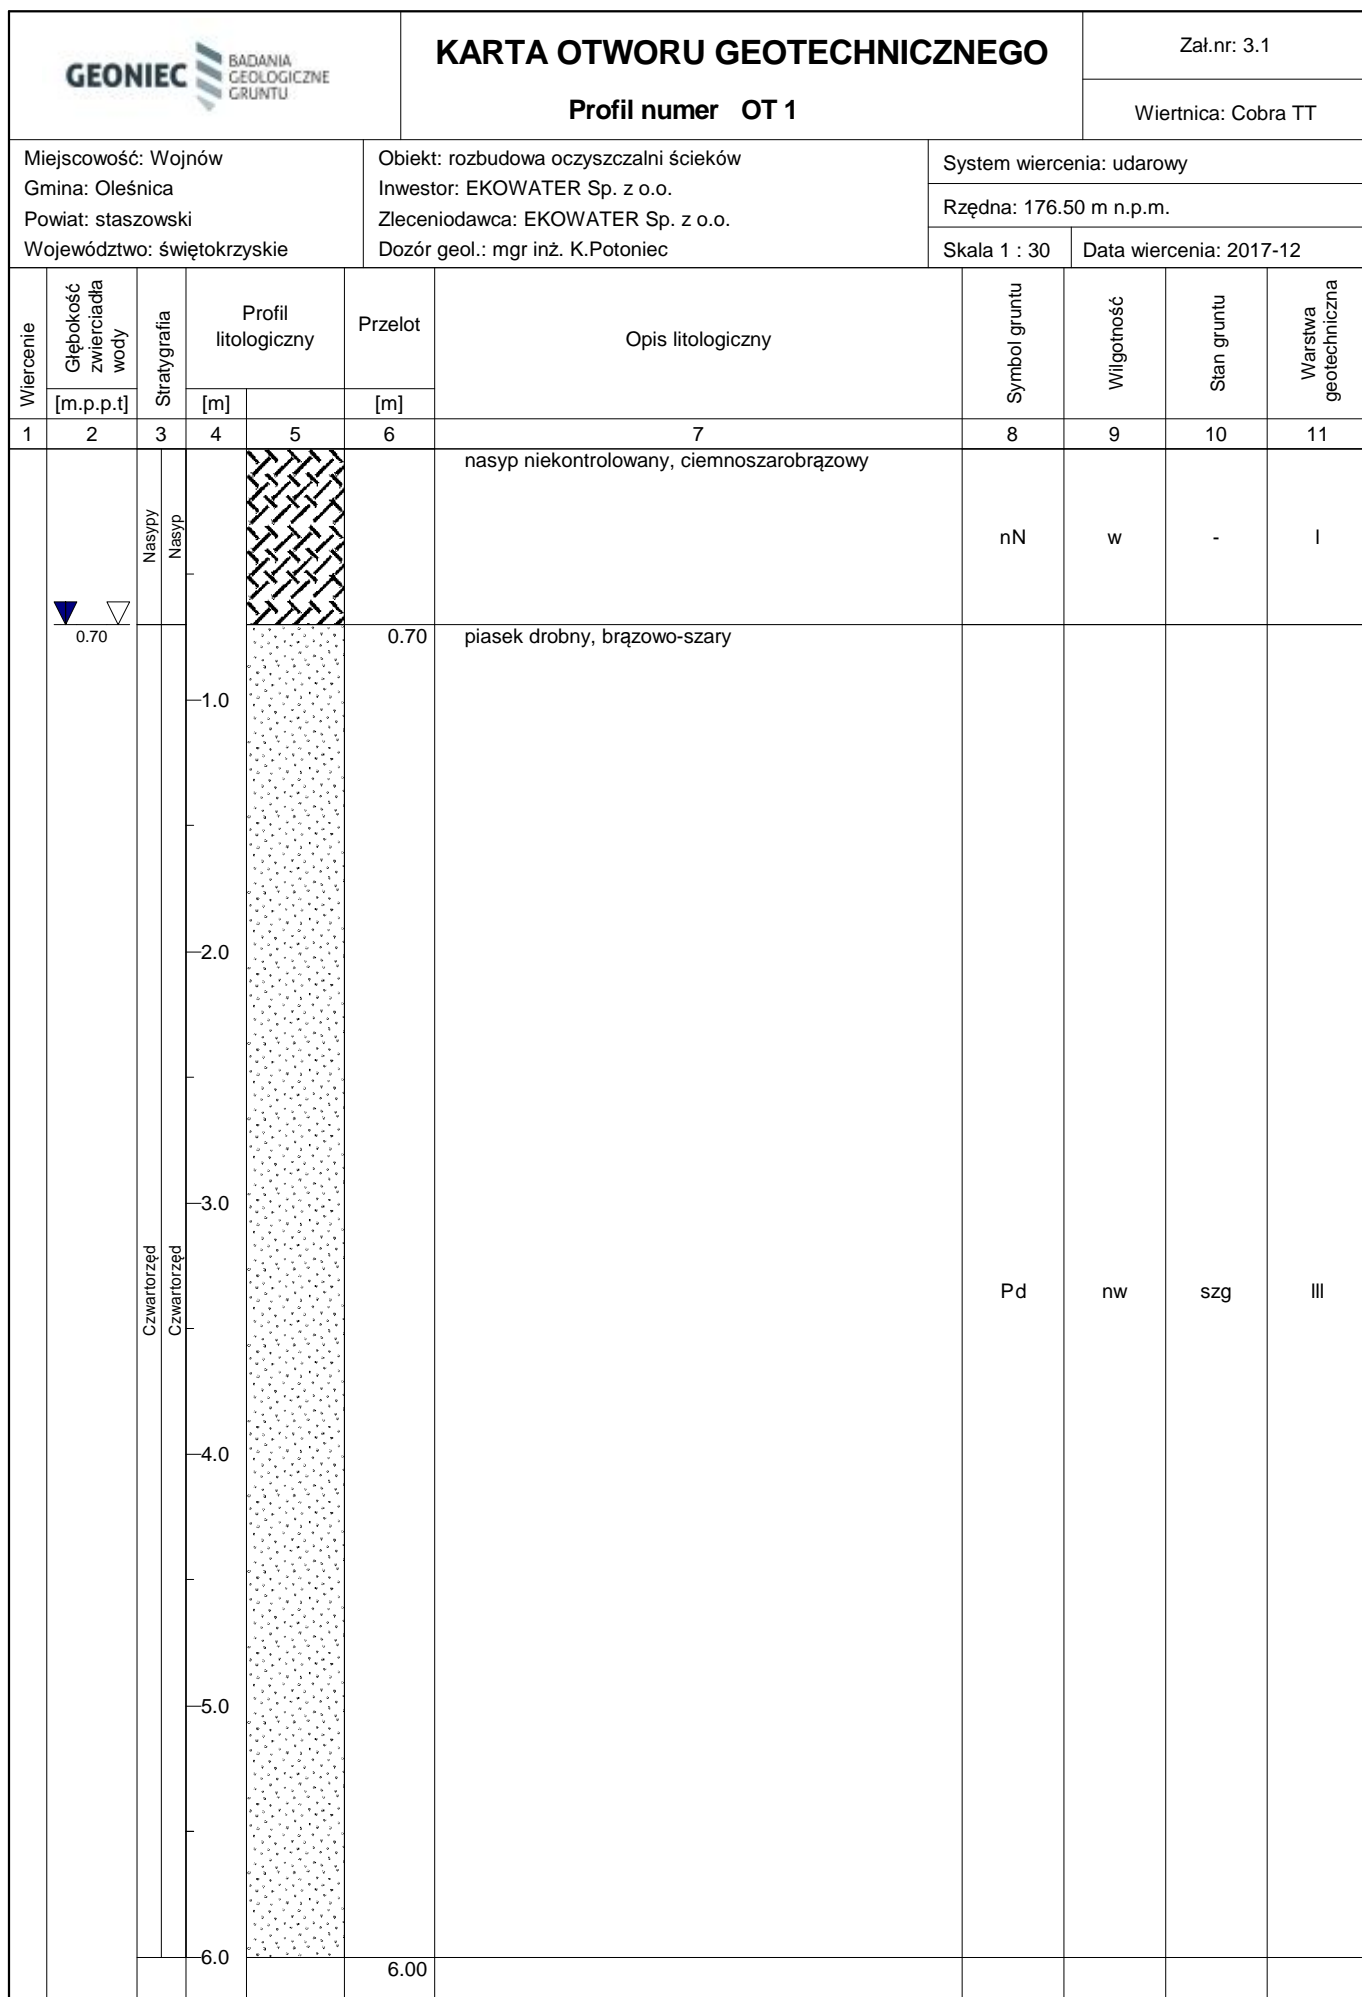 GEONIEC
BADANIA
GEOLOGICZNE
GRUNTU
KARTA OTWORU GEOTECHNICZNEGO
Profil numer OT 1
Zał.nr: 3.1
Wiertnica: Cobra TT
Miejscowość: Wojnów
Gmina: Oleśnica
Powiat: staszowski
Województwo: świętokrzyskie
Obiekt: rozbudowa oczyszczalni ścieków
Inwestor: EKOWATER Sp. z o.o.
Zleceniodawca: EKOWATER Sp. z o.o.
Dozór geol.: mgr inż. K.Potoniec
System wiercenia: udarowy
Rzędna: 176.50 m n.p.m.
Skala 1 : 30
Data wiercenia: 2017-12
Wiercenie
Głębokość
zwierciadła
wody
[m.p.p.t]
Stratygrafia
Profil
litologiczny
[m]
Przelot
[m]
Opis litologiczny
Symbol gruntu
Wilgotność
Stan gruntu
Warstwa
geotechniczna
1 2 3 4 5 6 7 8 9 10 11
nasyp niekontrolowany, ciemnoszarobrązowy
Nasypy
Nasyp
nN w - I
0.70
0.70 piasek drobny, brązowo-szary
1.0
2.0
3.0
Czwartorzęd
Czwartorzęd
Pd nw szg III
4.0
5.0
6.0
6.00